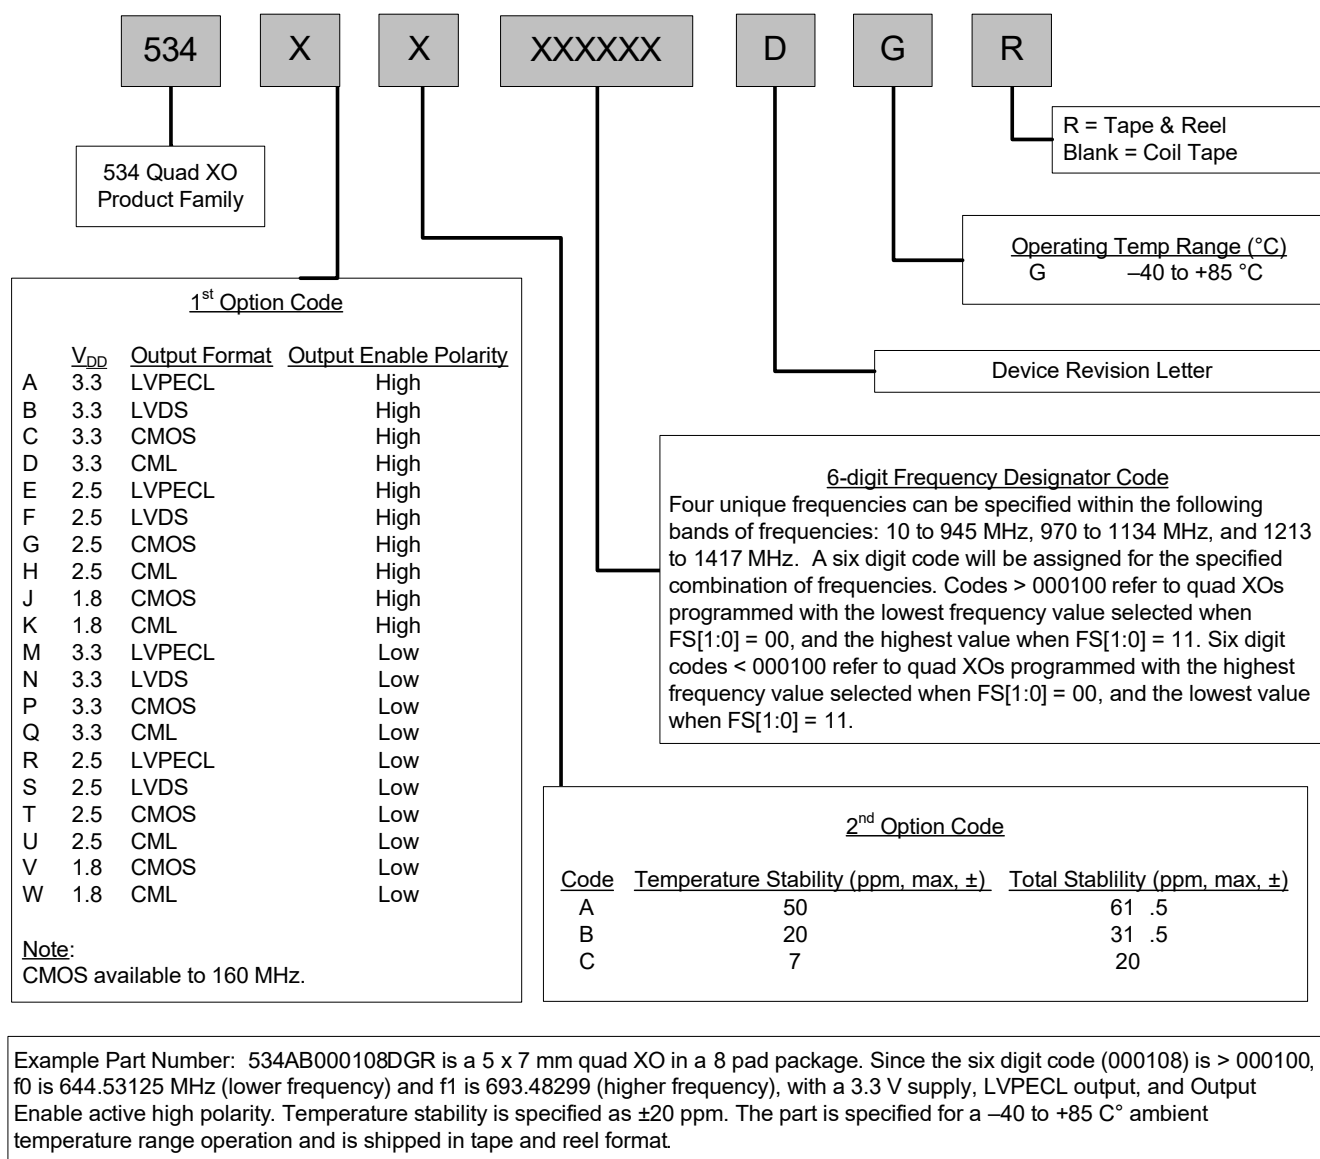 534 X X XXXXXX D G R
R = Tape & Reel
Blank = Coil Tape
534 Quad XO
Product Family
Operating Temp Range (°C)
G –40 to +85 °C
1st Option Code
VDD Output Format Output Enable Polarity
A 3.3 LVPECL High
B 3.3 LVDS High
C 3.3 CMOS High
D 3.3 CML High
E 2.5 LVPECL High
F 2.5 LVDS High
G 2.5 CMOS High
H 2.5 CML High
J 1.8 CMOS High
K 1.8 CML High
M 3.3 LVPECL Low
N 3.3 LVDS Low
P 3.3 CMOS Low
Q 3.3 CML Low
R 2.5 LVPECL Low
S 2.5 LVDS Low
T 2.5 CMOS Low
U 2.5 CML Low
V 1.8 CMOS Low
W 1.8 CML Low
Note:
CMOS available to 160 MHz.
Device Revision Letter
6-digit Frequency Designator Code
Four unique frequencies can be specified within the following
bands of frequencies: 10 to 945 MHz, 970 to 1134 MHz, and 1213
to 1417 MHz. A six digit code will be assigned for the specified
combination of frequencies. Codes > 000100 refer to quad XOs
programmed with the lowest frequency value selected when
FS[1:0] = 00, and the highest value when FS[1:0] = 11. Six digit
codes < 000100 refer to quad XOs programmed with the highest
frequency value selected when FS[1:0] = 00, and the lowest value
when FS[1:0] = 11.
2nd Option Code
Code Temperature Stability (ppm, max, ±) Total Stablility (ppm, max, ±)
A 50 61 .5
B 20 31 .5
C 7 20
Example Part Number: 534AB000108DGR is a 5 x 7 mm quad XO in a 8 pad package. Since the six digit code (000108) is > 000100,
f0 is 644.53125 MHz (lower frequency) and f1 is 693.48299 (higher frequency), with a 3.3 V supply, LVPECL output, and Output
Enable active high polarity. Temperature stability is specified as ±20 ppm. The part is specified for a –40 to +85 C° ambient
temperature range operation and is shipped in tape and reel format.